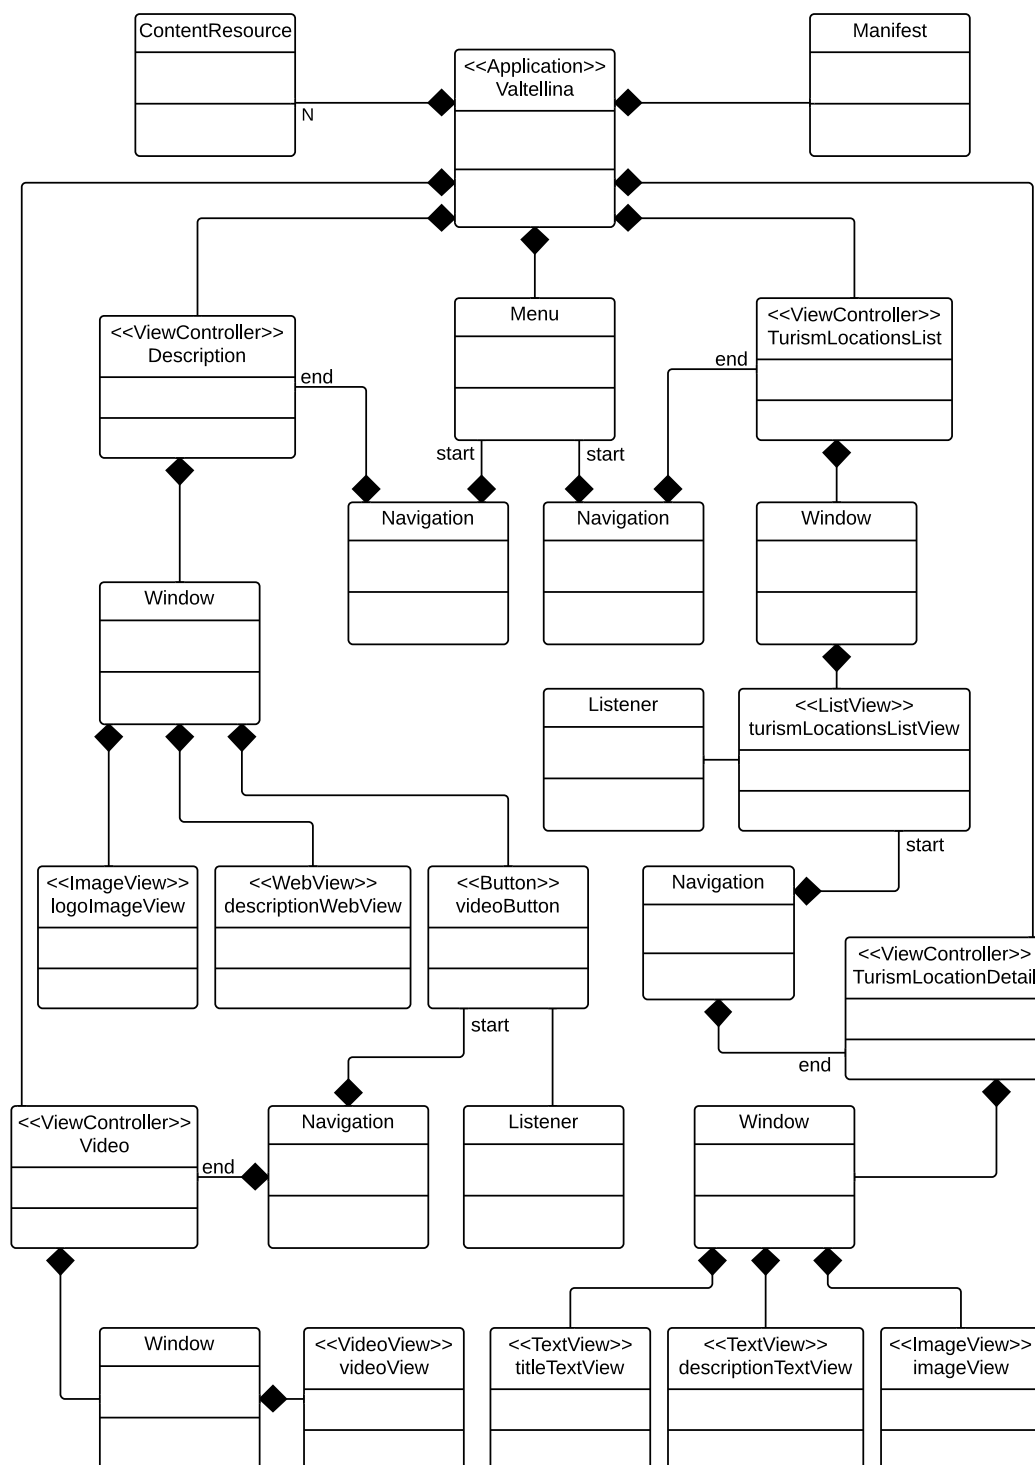 ContentResource
Manifest
<<Application>>
Valtellina
N
<<ViewController>>
Description
Menu
<<ViewController>>
TurismLocationsList
end
end
start
start
Navigation
Navigation
Window
Window
Listener
<<ListView>>
turismLocationsListView
start
<<ImageView>>
logoImageView
<<WebView>>
descriptionWebView
<<Button>>
videoButton
Navigation
<<ViewController>>
TurismLocationDetail
start
end
<<ViewController>>
Video
Navigation
Listener
Window
end
Window
<<VideoView>>
videoView
<<TextView>>
titleTextView
<<TextView>>
descriptionTextView
<<ImageView>>
imageView